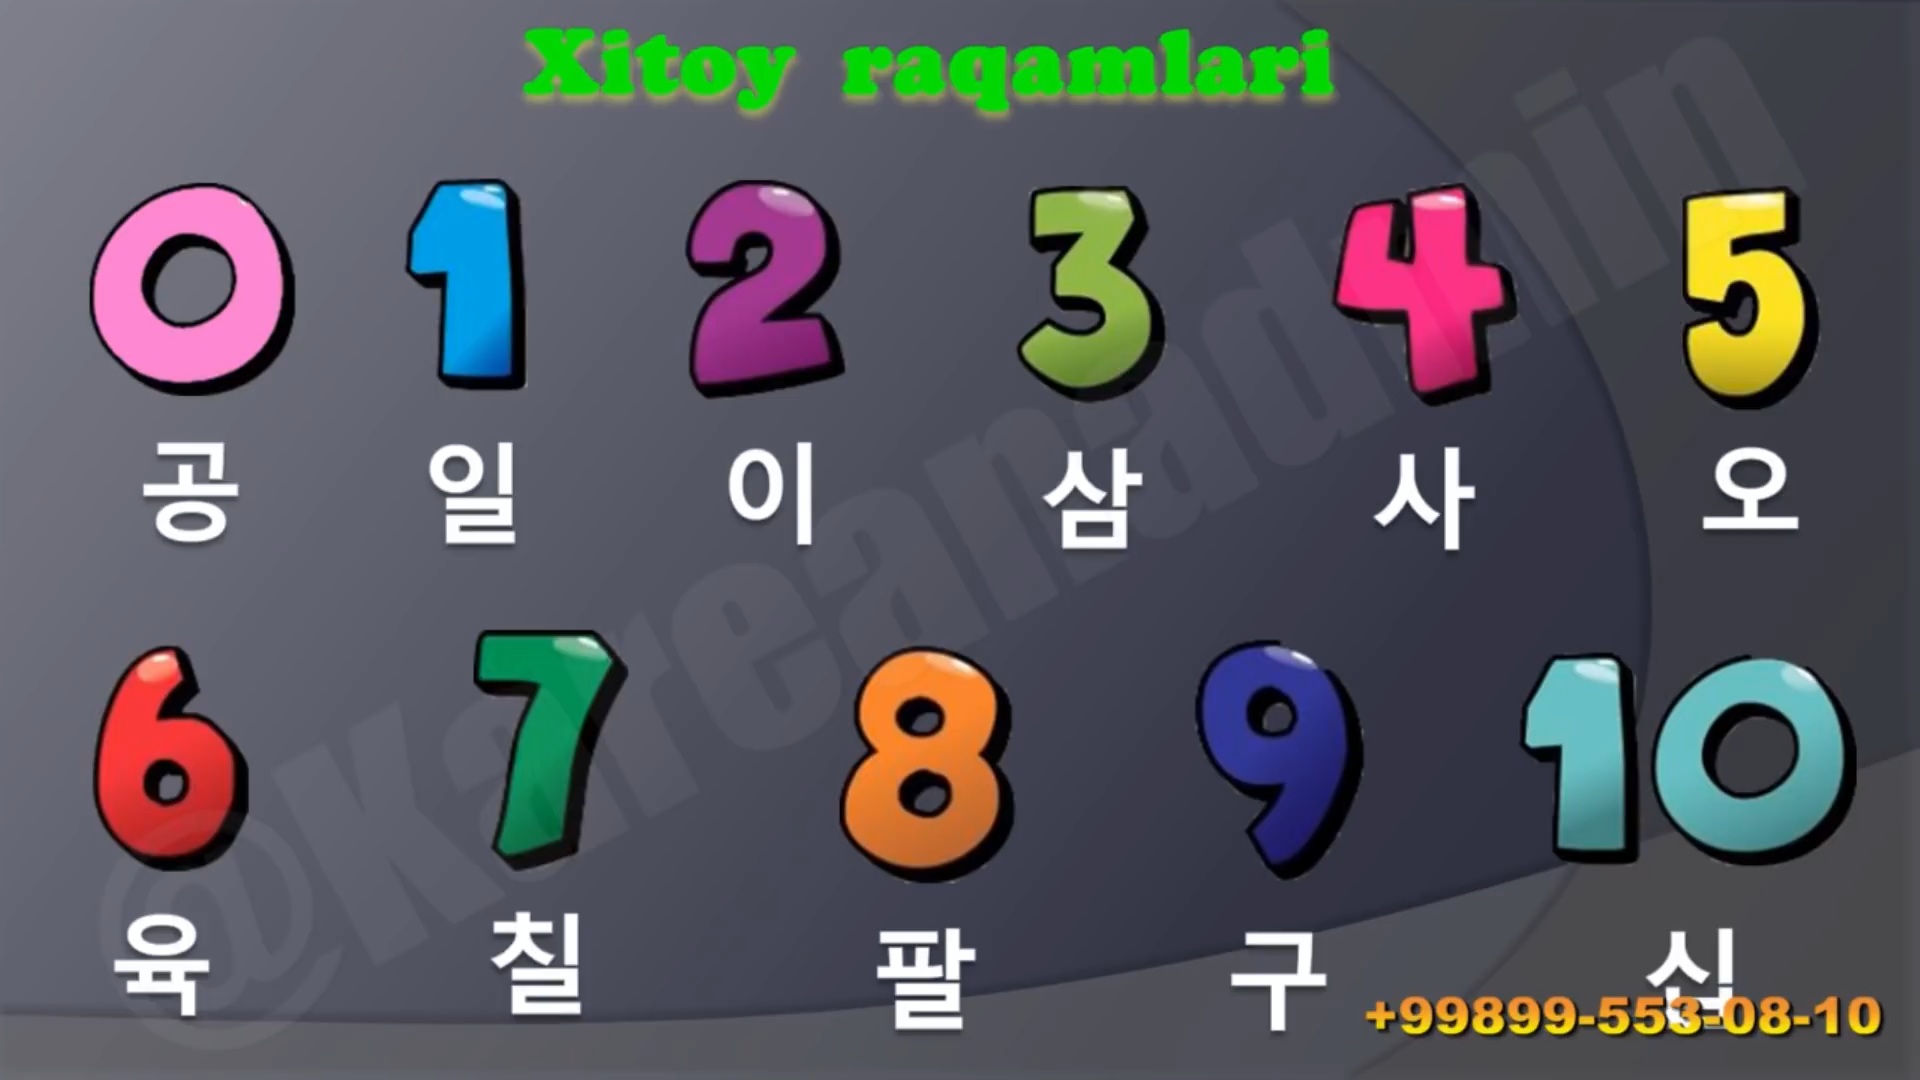 Xitoy raqamlari
0 1 2 3 4 5
공 일 이 삼 사 오
6 7 8 9 10
육 칠 팔 구 십
+99899-553-08-10
@Kareanadmin